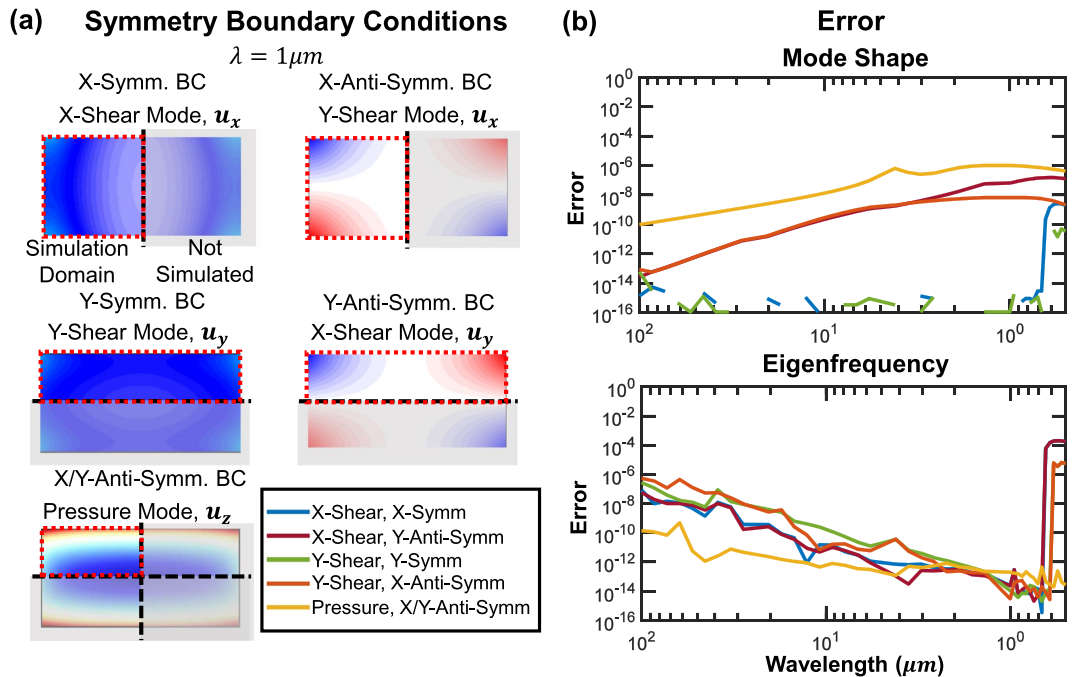 (a) Symmetry Boundary Conditions
λ = 1μm
X-Symm. BC
X-Shear Mode, u_x
X-Anti-Symm. BC
Y-Shear Mode, u_x
Simulation
Domain
Not
Simulated
Y-Symm. BC
Y-Shear Mode, u_y
Y-Anti-Symm. BC
X-Shear Mode, u_y
X/Y-Anti-Symm. BC
Pressure Mode, u_z
X-Shear, X-Symm
X-Shear, Y-Anti-Symm
Y-Shear, Y-Symm
Y-Shear, X-Anti-Symm
Pressure, X/Y-Anti-Symm
(b) Error
Mode Shape
Error
10^0
10^-2
10^-4
10^-6
10^-8
10^-10
10^-12
10^-14
10^-16
10^2 10^1 10^0
Eigenfrequency
Error
10^0
10^-2
10^-4
10^-6
10^-8
10^-10
10^-12
10^-14
10^-16
10^2 10^1 10^0
Wavelength (μm)